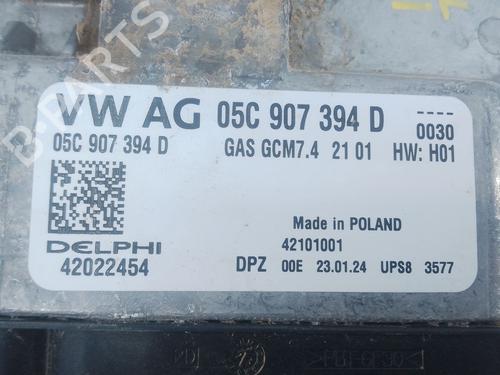 B-PARTS
VW AG 05C 907 394 D
----
0030
05C 907 394 D GAS GCM7.4 21 01 HW: H01
Made in POLAND
DELPHI 42101001
42022454 DPZ 00E 23.01.24 UPS8 3577